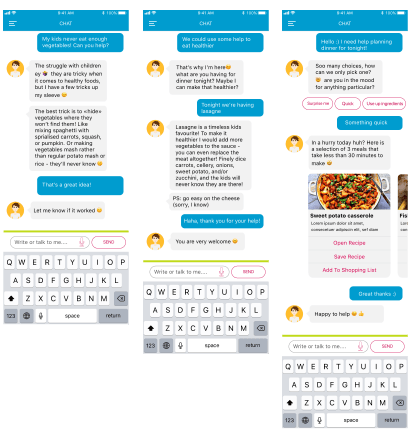 9:41 AM
100%
CHAT
My kids never eat enough
vegetables! Can you help?
The struggle with children
ey 😅 they are tricky when
it comes to healthy foods,
but I have a few tricks up
my sleeve 😉
The best trick is to <hide>
vegetables where they
won't find them! Like
mixing spaghetti with
spiralised carrots, squash,
or pumpkin. Or making
vegetables mash rather
than regular potato mash or
rice - they'll never know 😋
That's a great idea!
Let me know if it worked 😊
Write or talk to me....
SEND
Q W E R T Y U I O P
A S D F G H J K L
Z X C V B N M
123 space return
9:41 AM
100%
CHAT
We could use some help to
eat healthier
That's why I'm here😊
what are you having for
dinner tonight? Maybe I
can make that healthier?
Tonight we're having
lasagne
Lasagne is a timeless kids
favourite! To make it
healthier I would add more
vegetables to the sauce -
you can even replace the
meat altogether! Finely dice
carrots, celery, onions,
sweet potato, and/or
zucchini, and the kids will
never know they are there!
PS: go easy on the cheese
(sorry, I know)
Haha, thank you for your help!
You are very welcome 😊
Write or talk to me....
SEND
Q W E R T Y U I O P
A S D F G H J K L
Z X C V B N M
123 space return
9:41 AM
100%
CHAT
Hello :) I need help planning
dinner for tonight!
Sooo many choices, how
can we only pick one?
🤔 are you in the mood
for anything particular?
Surprise me
Quick
Use up ingredients
Something quick
In a hurry today huh? Here is
a selection of 3 meals that
take less than 30 minutes to
make 😋
Sweet potato casserole
Lorem ipsum dolor sit amet,
consectetuer adipiscin elit, sef disam
Open Recipe
Save Recipe
Add To Shopping List
Great thanks :)
Happy to help 😊👍
Write or talk to me....
SEND
Q W E R T Y U I O P
A S D F G H J K L
Z X C V B N M
123 space return